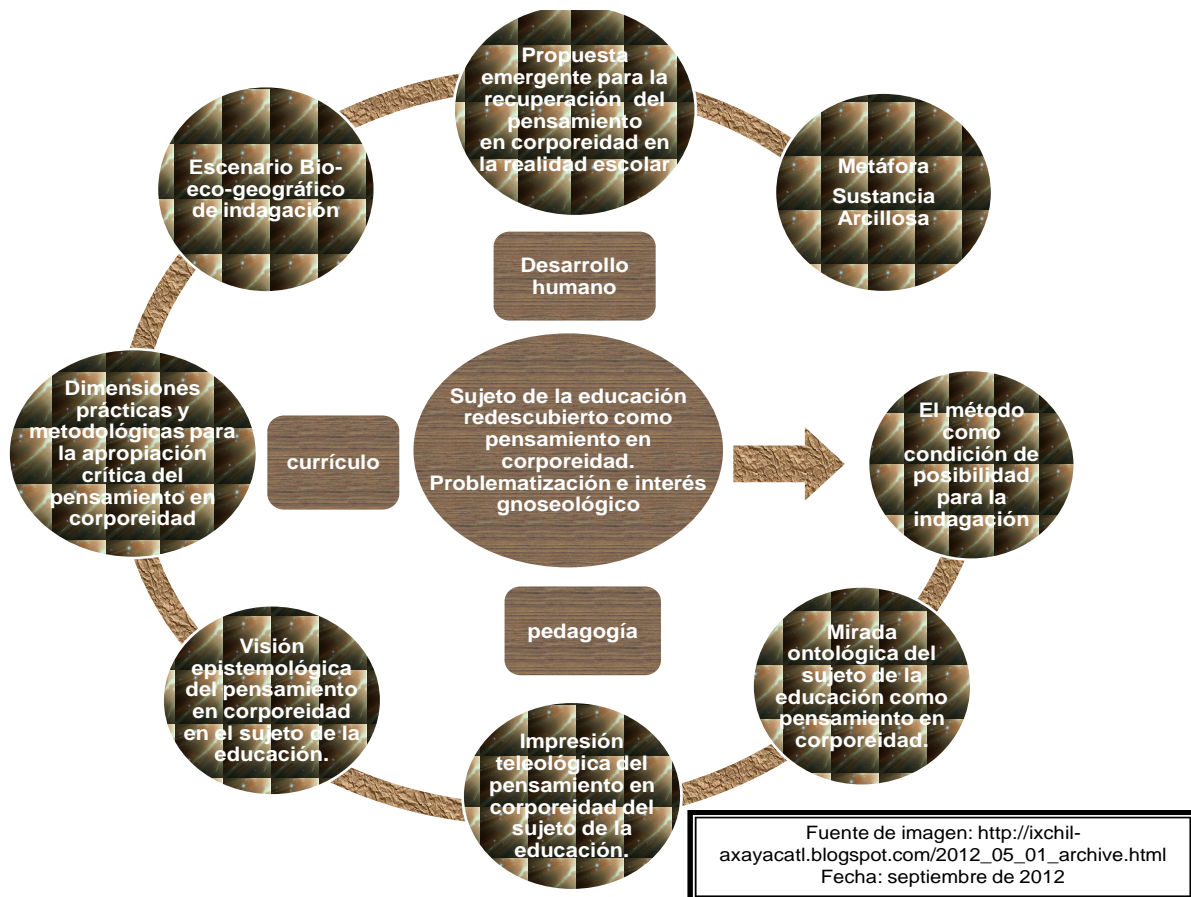 Propuesta
emergente para la
recuperación del
pensamiento
en corporeidad en
la realidad escolar
Metáfora
Sustancia
Arcillosa
Escenario Bio-
eco-geográfico
de indagación
Desarrollo
humano
Dimensiones
prácticas y
metodológicas para
la apropiación
crítica del
pensamiento en
corporeidad
currículo
Sujeto de la educación
redescubierto como
pensamiento en
corporeidad.
Problematización e interés
gnoseológico
El método
como
condición de
posibilidad
para la
indagación
pedagogía
Visión
epistemológica
del pensamiento
en corporeidad
en el sujeto de la
educación.
Impresión
teleológica del
pensamiento en
corporeidad del
sujeto de la
educación.
Mirada
ontológica del
sujeto de la
educación como
pensamiento en
corporeidad.
Fuente de imagen: http://ixchil-
axayacatl.blogspot.com/2012_05_01_archive.html
Fecha: septiembre de 2012